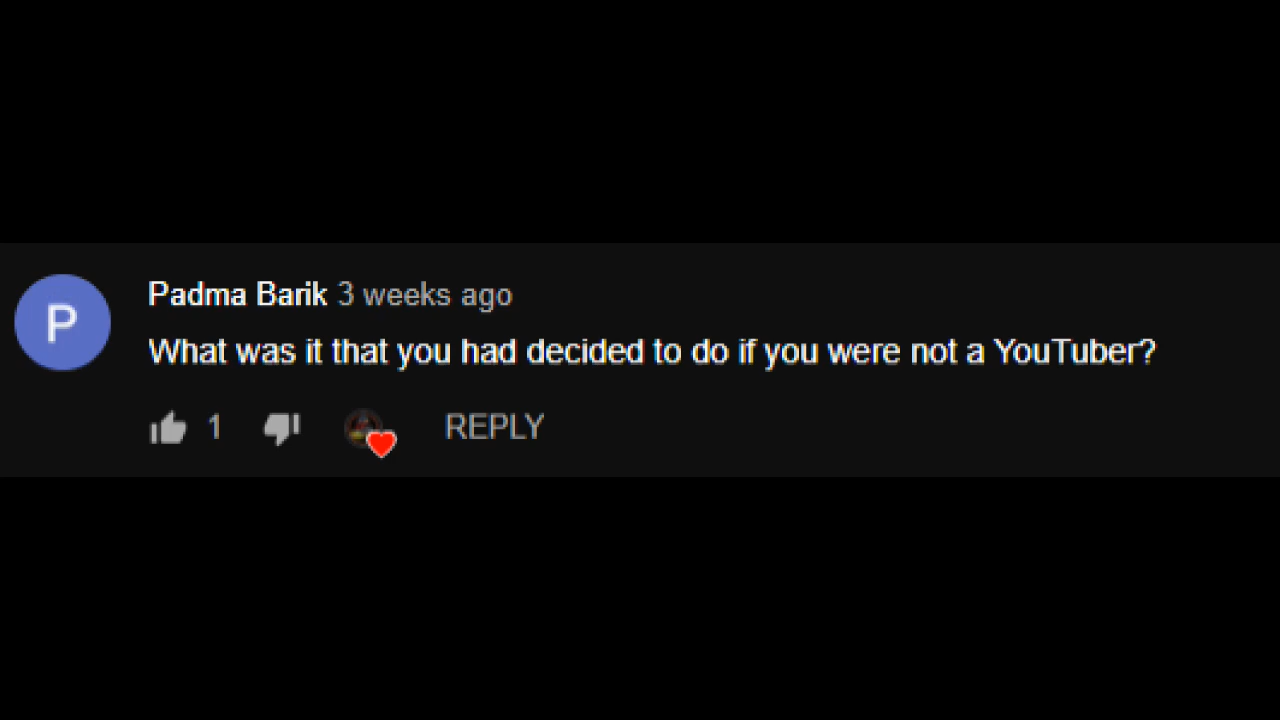 P
Padma Barik 3 weeks ago
What was it that you had decided to do if you were not a YouTuber?
1 REPLY